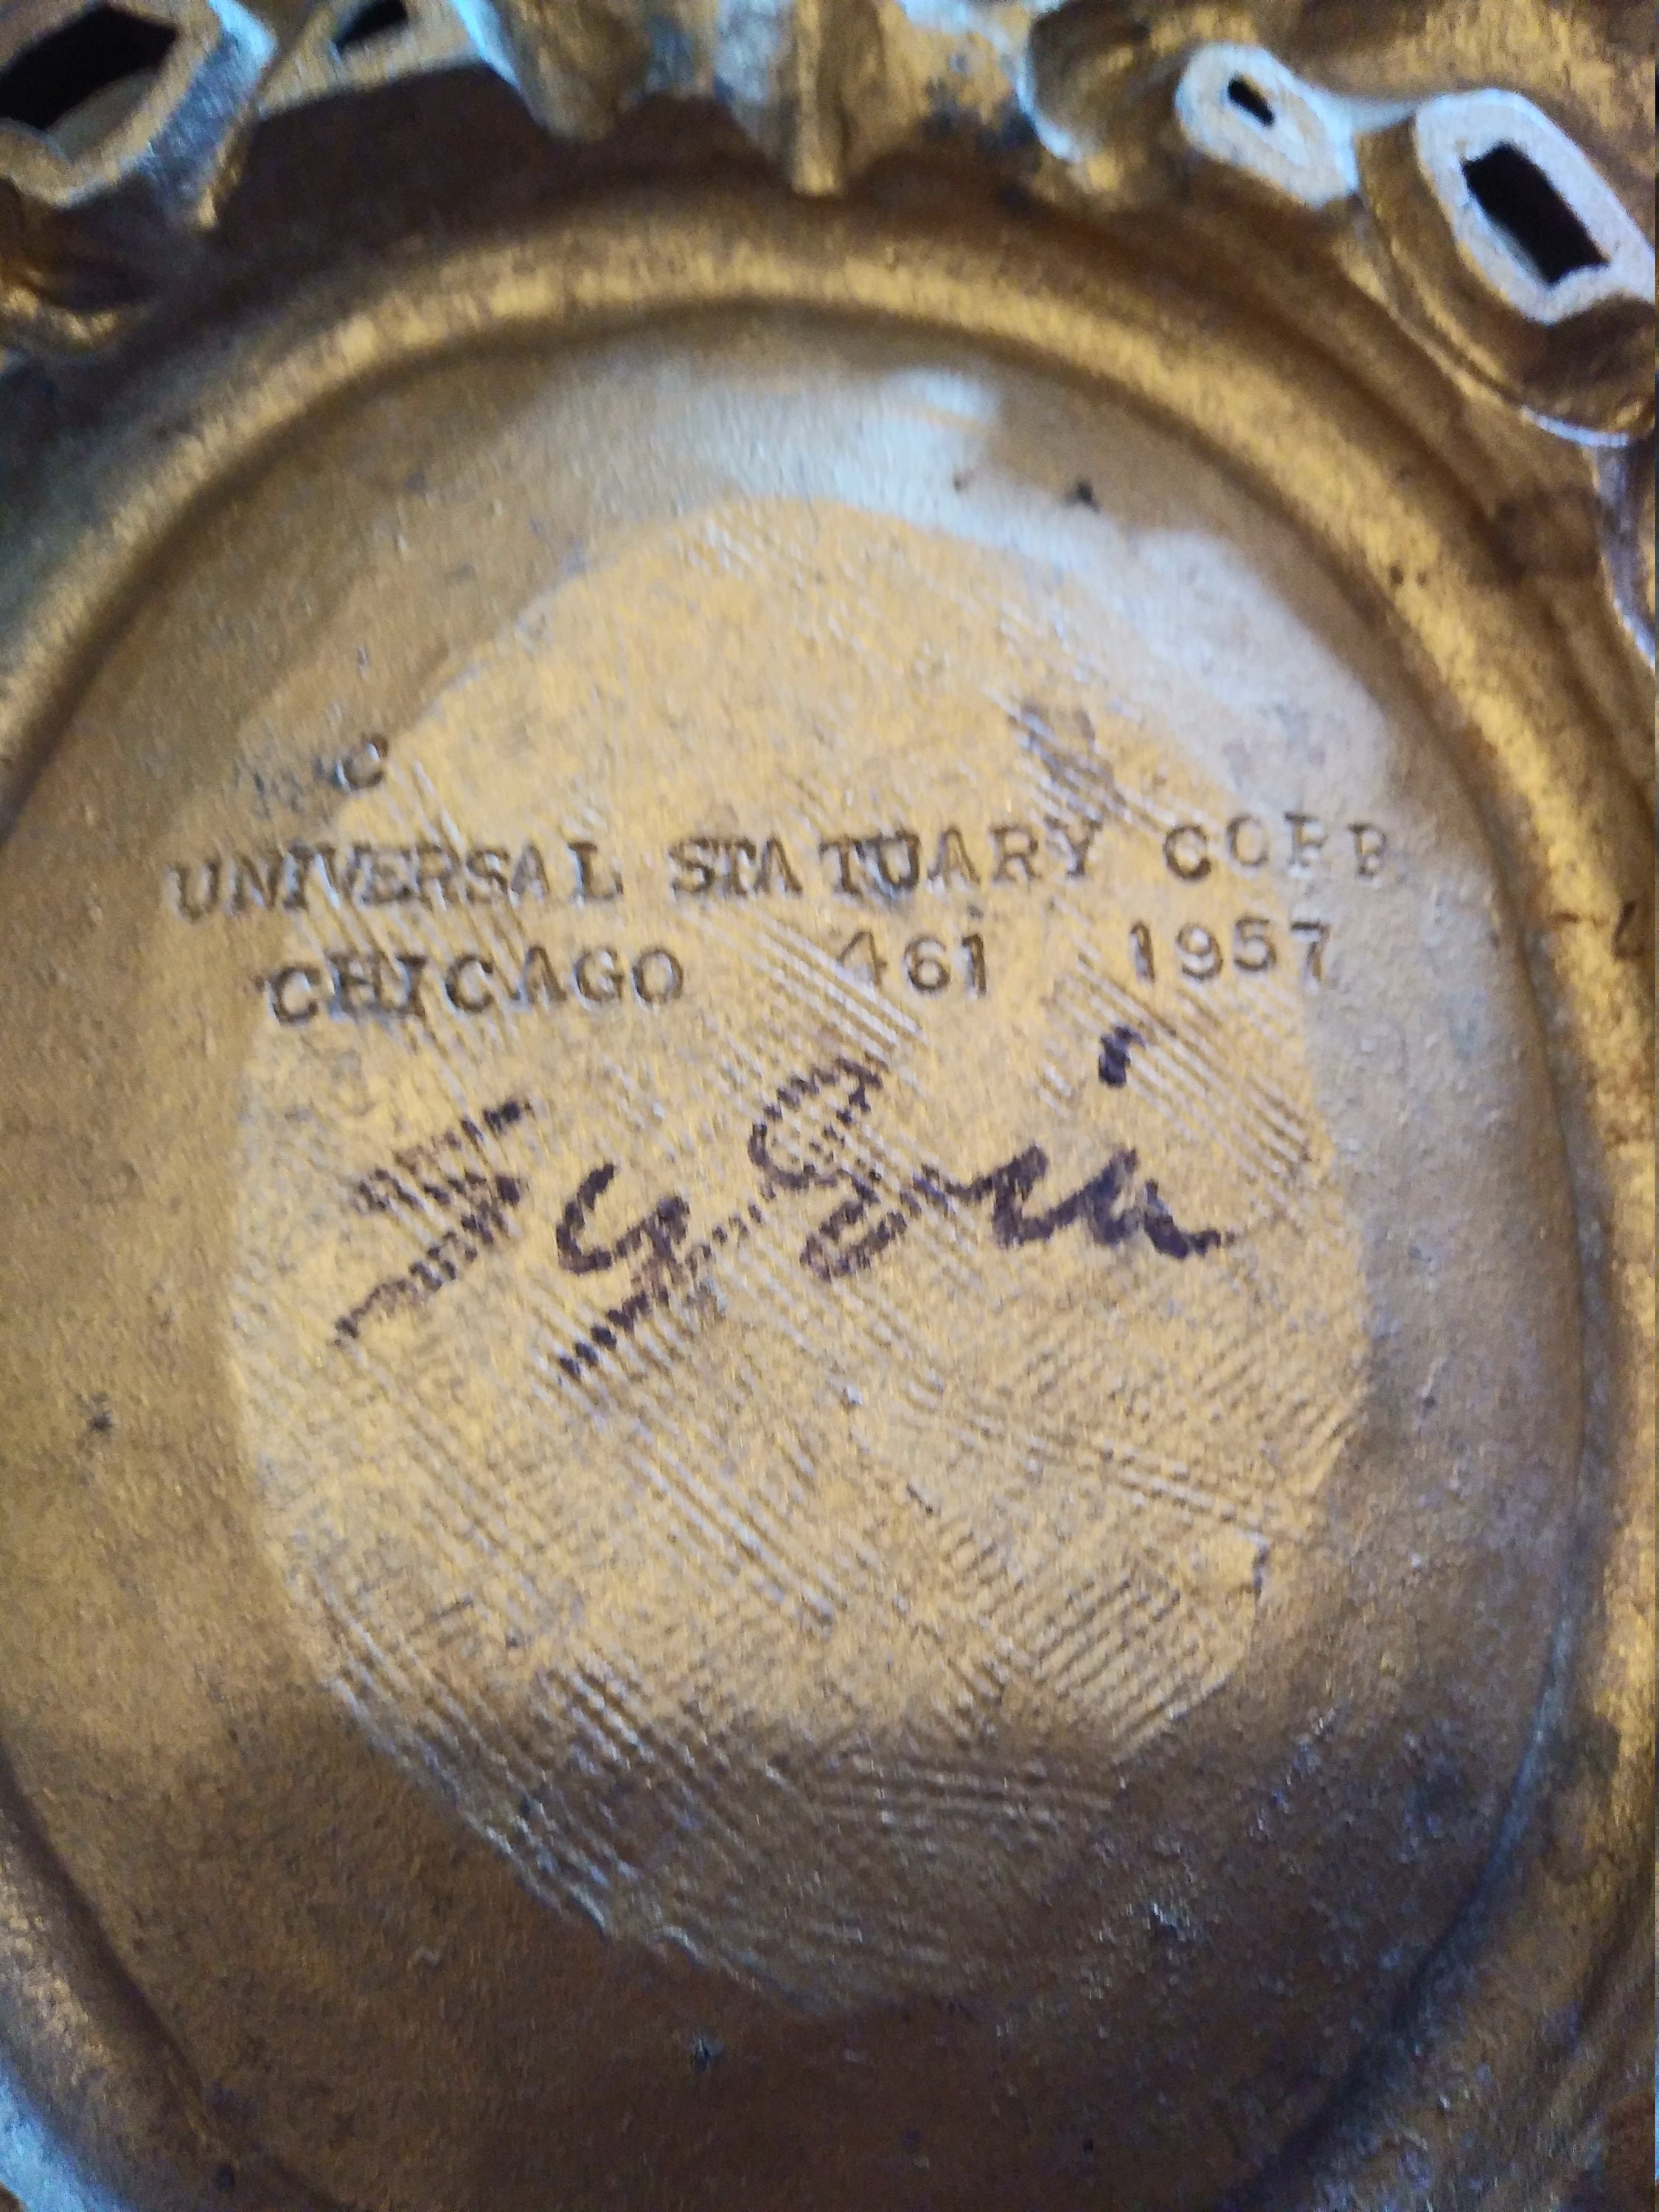 C
UNIVERSAL STATUARY CORP
CHICAGO 461 1957